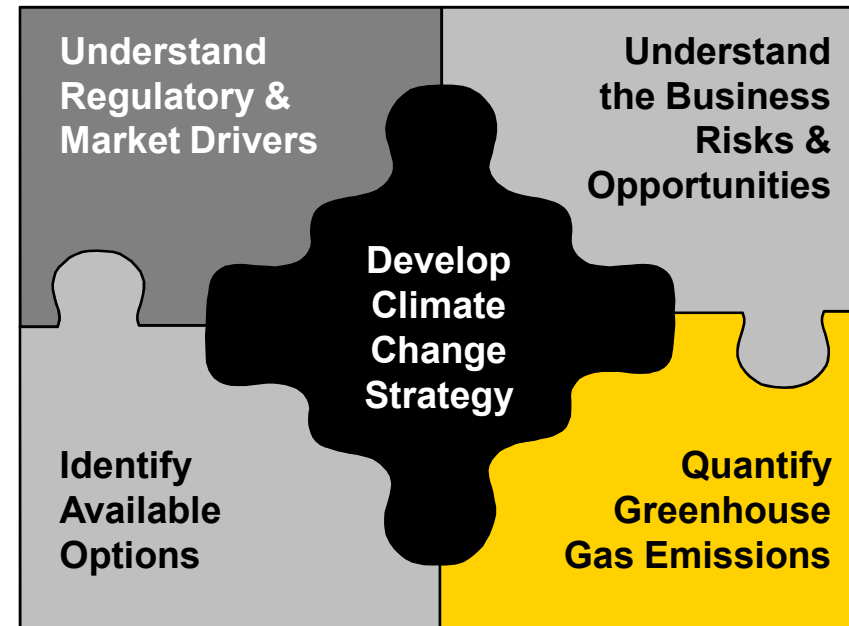 Understand
Regulatory &
Market Drivers
Understand
the Business
Risks &
Opportunities
Develop
Climate
Change
Strategy
Identify
Available
Options
Quantify
Greenhouse
Gas Emissions